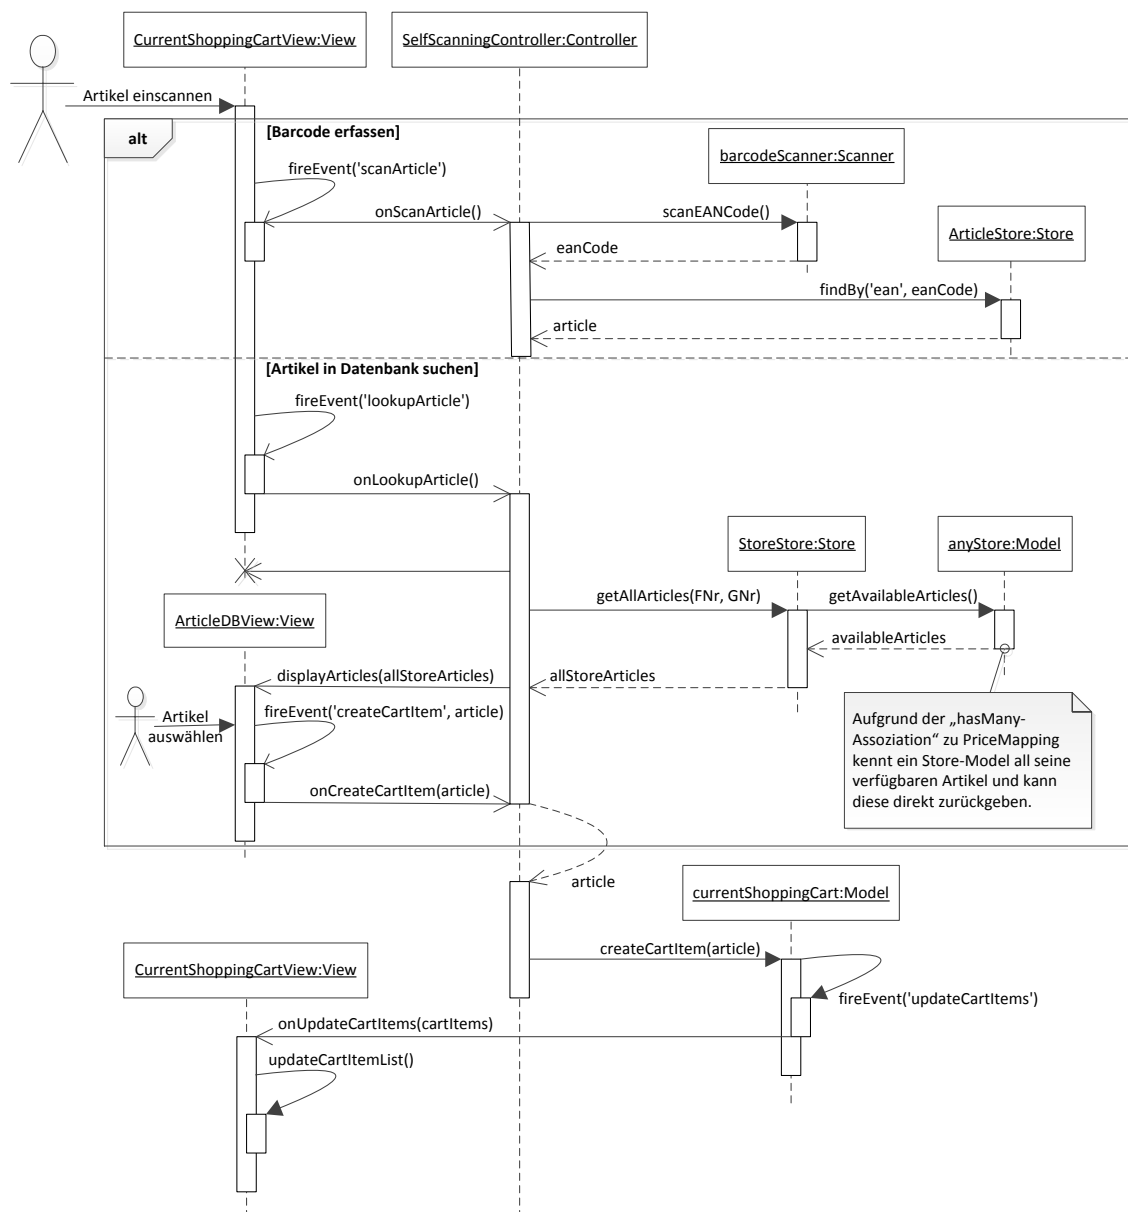 CurrentShoppingCartView:View
SelfScanningController:Controller
Artikel einscannen
alt
[Barcode erfassen]
barcodeScanner:Scanner
fireEvent('scanArticle')
onScanArticle()
scanEANCode()
ArticleStore:Store
eanCode
findBy('ean', eanCode)
article
[Artikel in Datenbank suchen]
fireEvent('lookupArticle')
onLookupArticle()
StoreStore:Store
anyStore:Model
getAllArticles(FNr, GNr)
getAvailableArticles()
ArticleDBView:View
availableArticles
displayArticles(allStoreArticles)
allStoreArticles
Artikel
auswählen
fireEvent('createCartItem', article)
Aufgrund der „hasMany-
Assoziation“ zu PriceMapping
kennt ein Store-Model all seine
verfügbaren Artikel und kann
diese direkt zurückgeben.
onCreateCartItem(article)
article
currentShoppingCart:Model
createCartItem(article)
CurrentShoppingCartView:View
fireEvent('updateCartItems')
onUpdateCartItems(cartItems)
updateCartItemList()